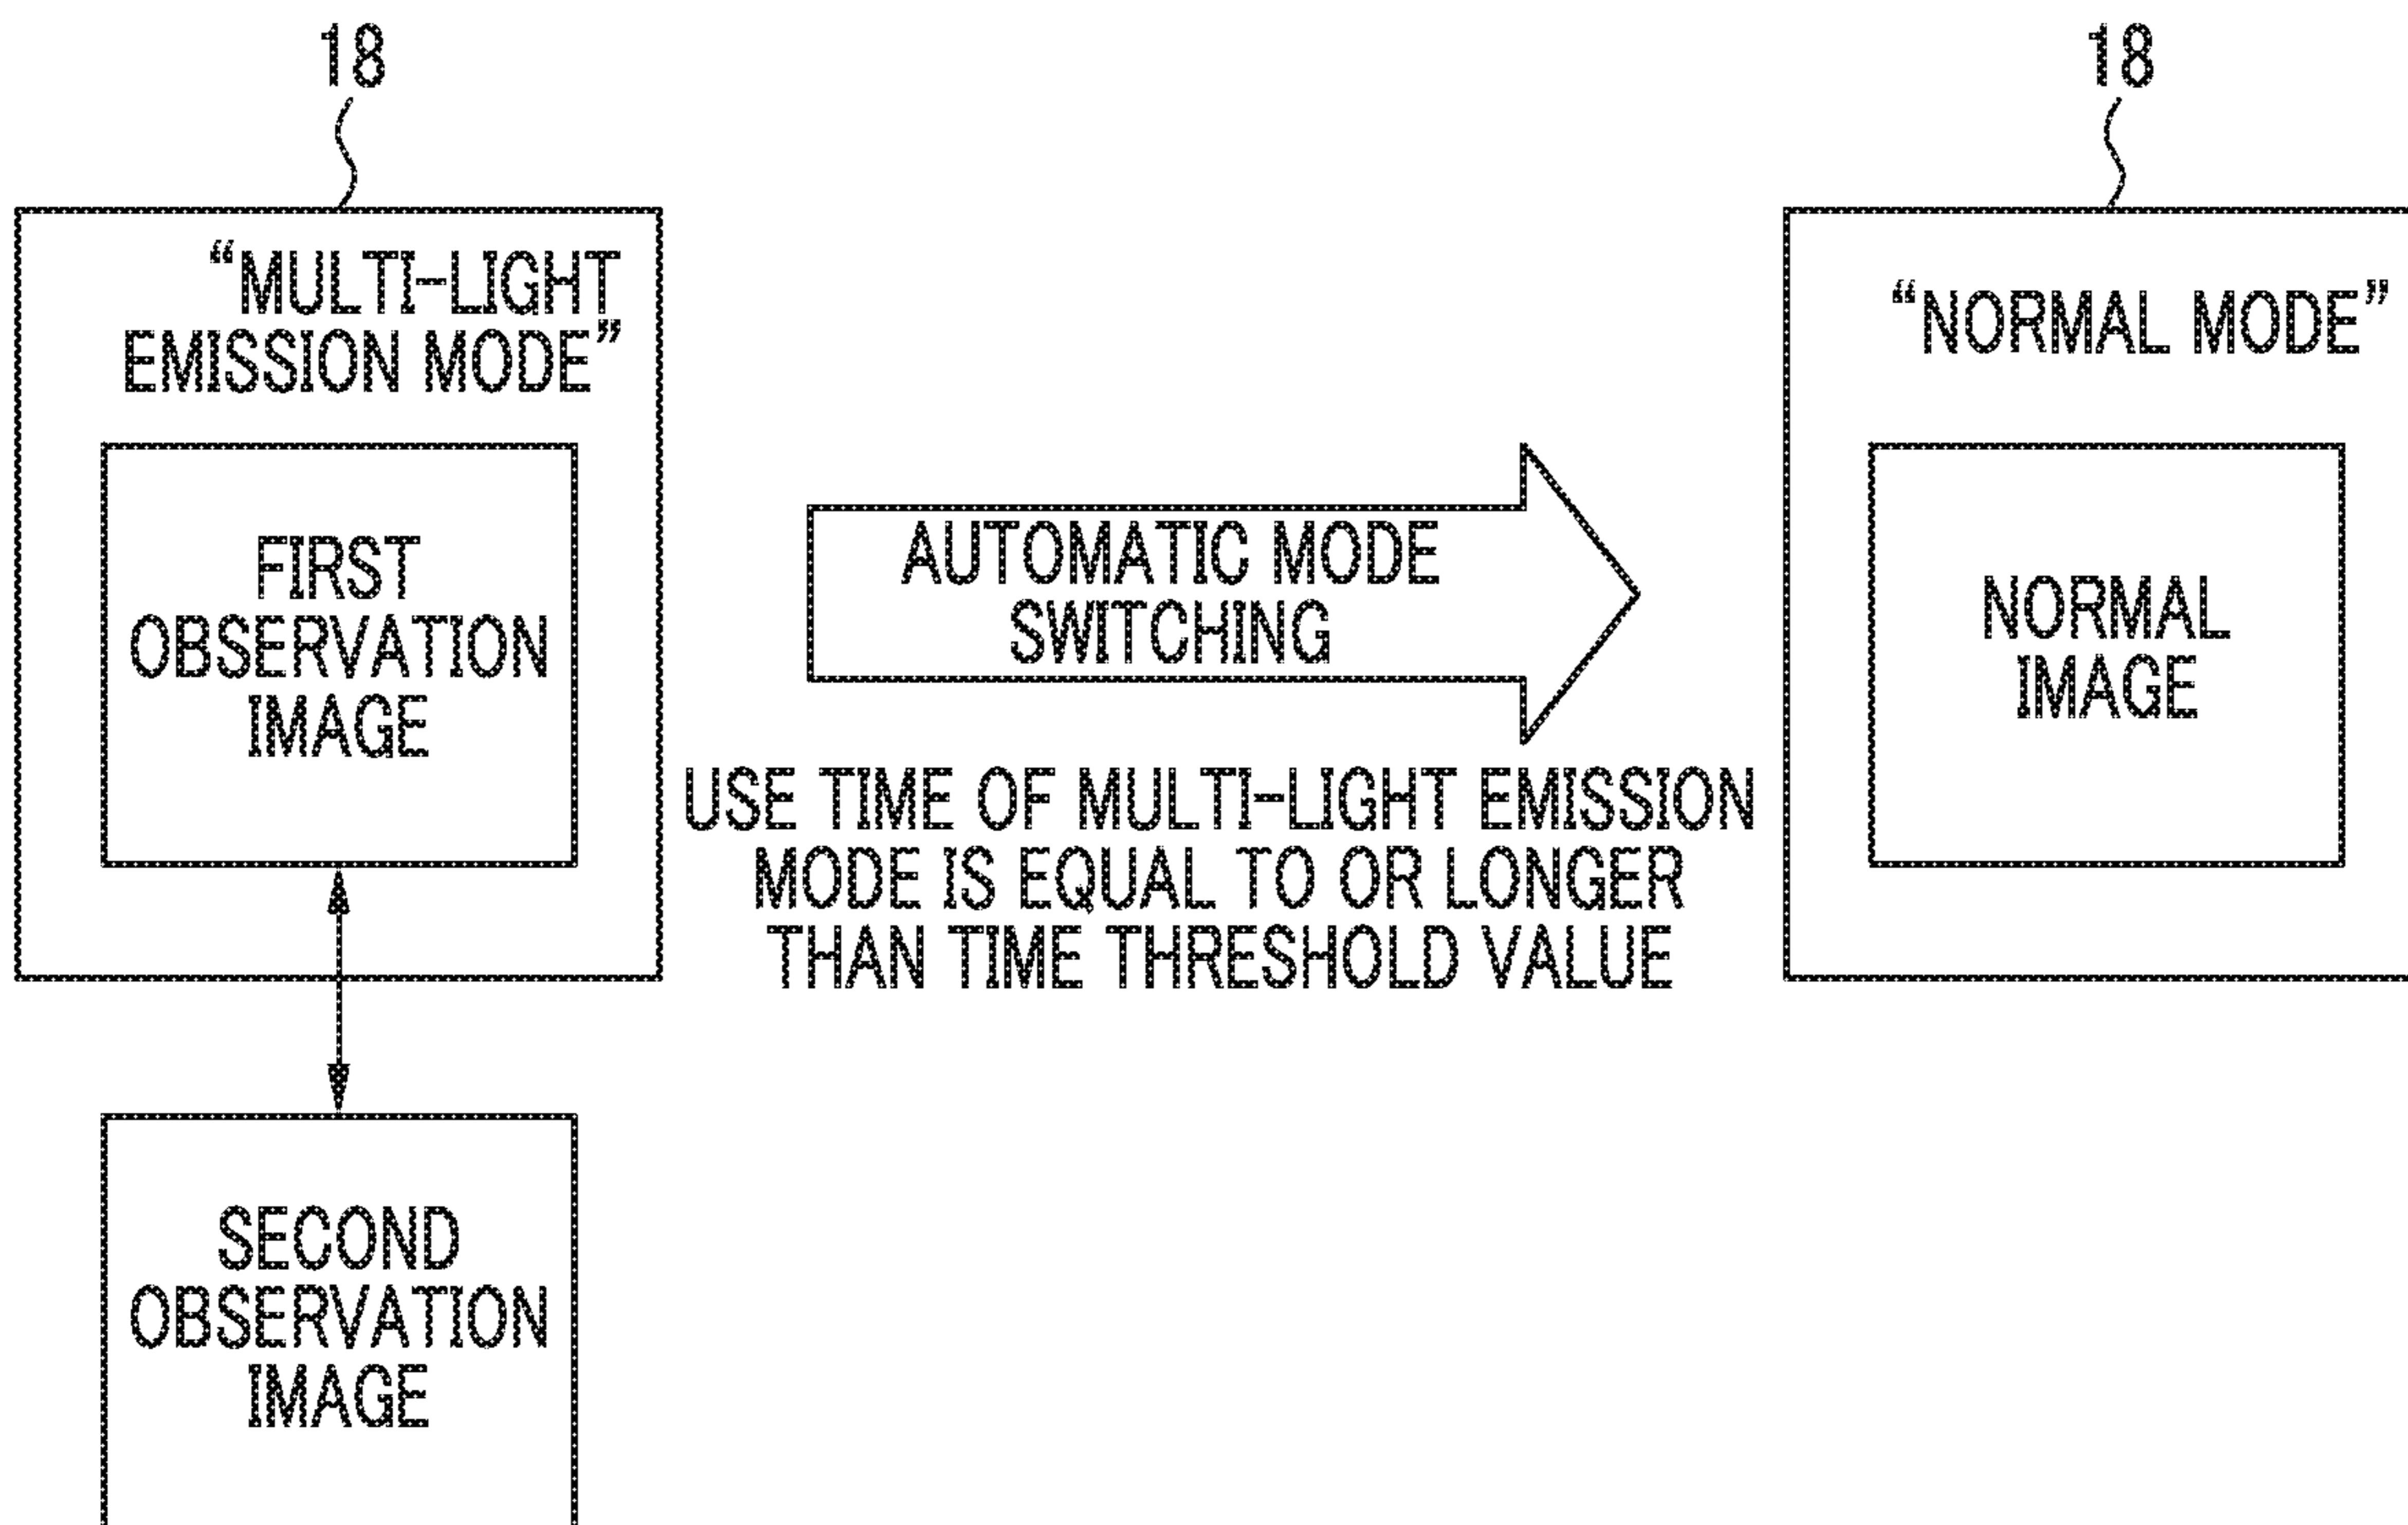 18
18
“MULTI-LIGHT
EMISSION MODE”
FIRST
OBSERVATION
IMAGE
AUTOMATIC MODE
SWITCHING
USE TIME OF MULTI-LIGHT EMISSION
MODE IS EQUAL TO OR LONGER
THAN TIME THRESHOLD VALUE
“NORMAL MODE”
NORMAL
IMAGE
SECOND
OBSERVATION
IMAGE